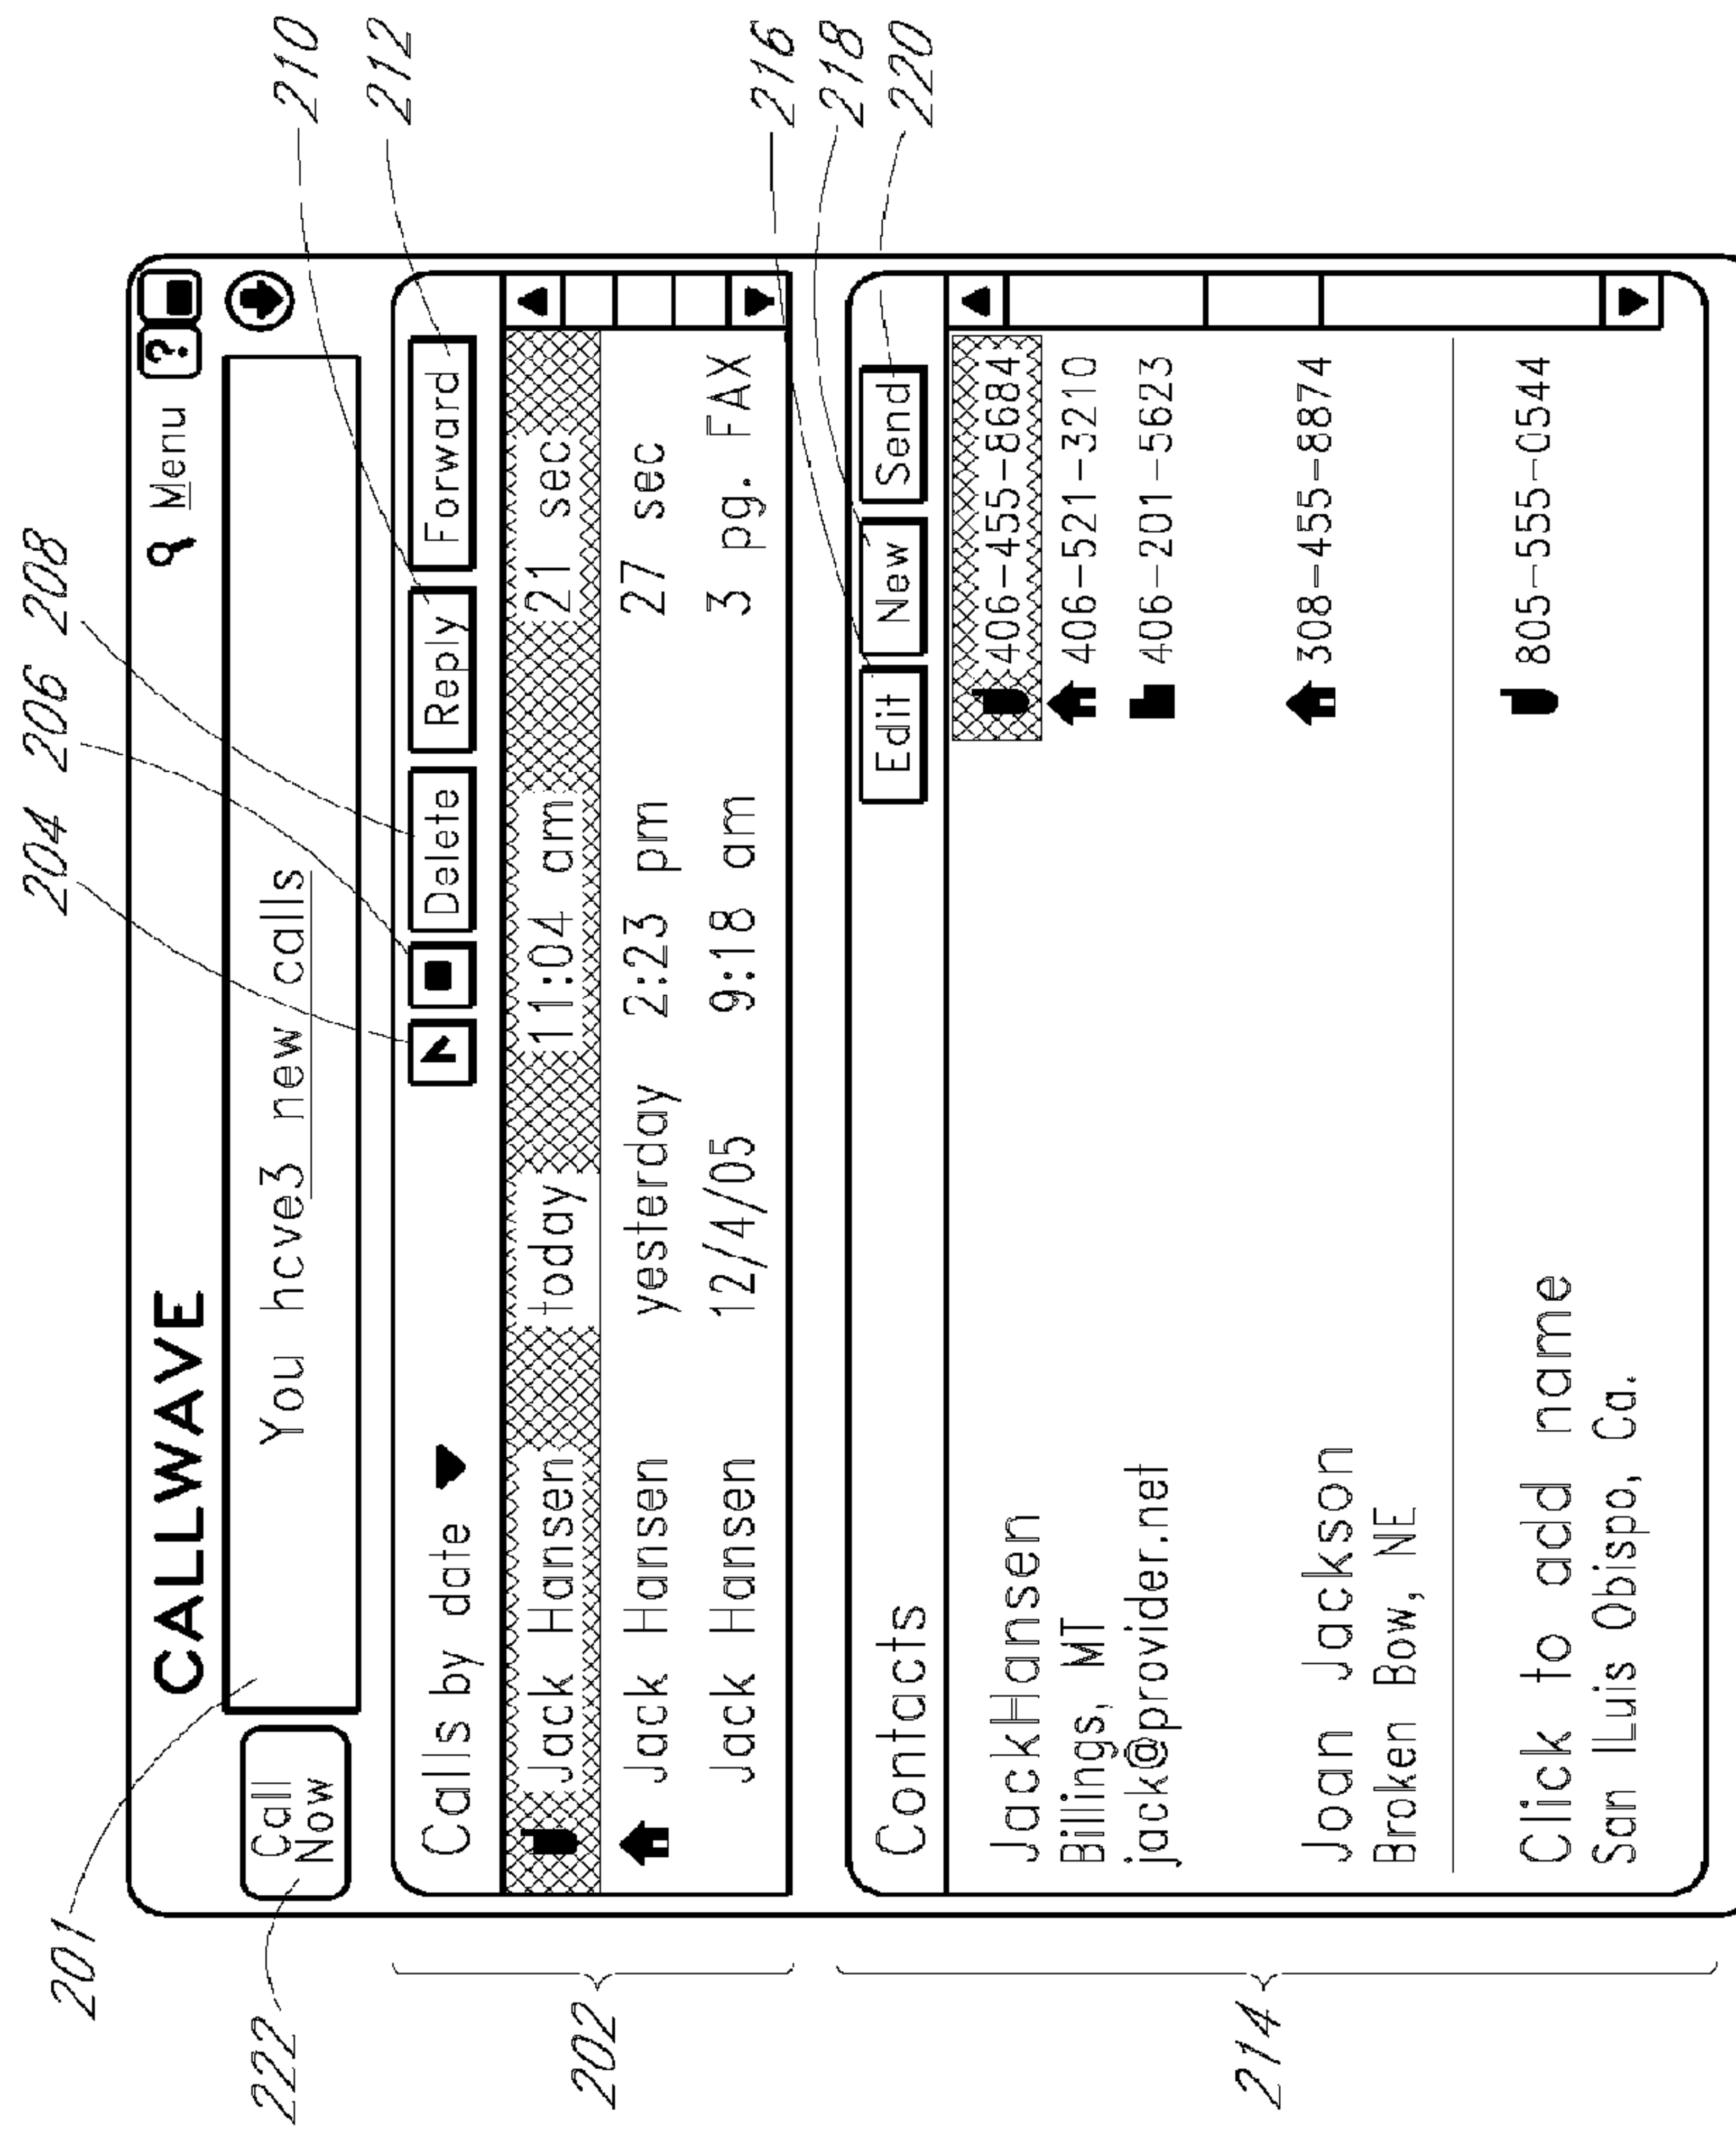 204 206 208
201
CALLWAVE Menu ?
222
Call
Now
You hcve3 new calls
210
212
Calls by date Delete Reply Forward
202
Jack Hansen today 11:04 am 21 sec
Jack Hansen yesterday 2:23 pm 27 sec
Jack Hansen 12/4/05 9:18 am 3 pg. FAX
216
218
220
Contacts Edit New Send
214
JackHansen 406-455-8684
Billings, MT 406-521-3210
jack@provider.net 406-201-5623
Joan Jackson 308-455-8874
Broken Bow, NE
Click to add name 805-555-0544
San lLuis Obispo, Ca.